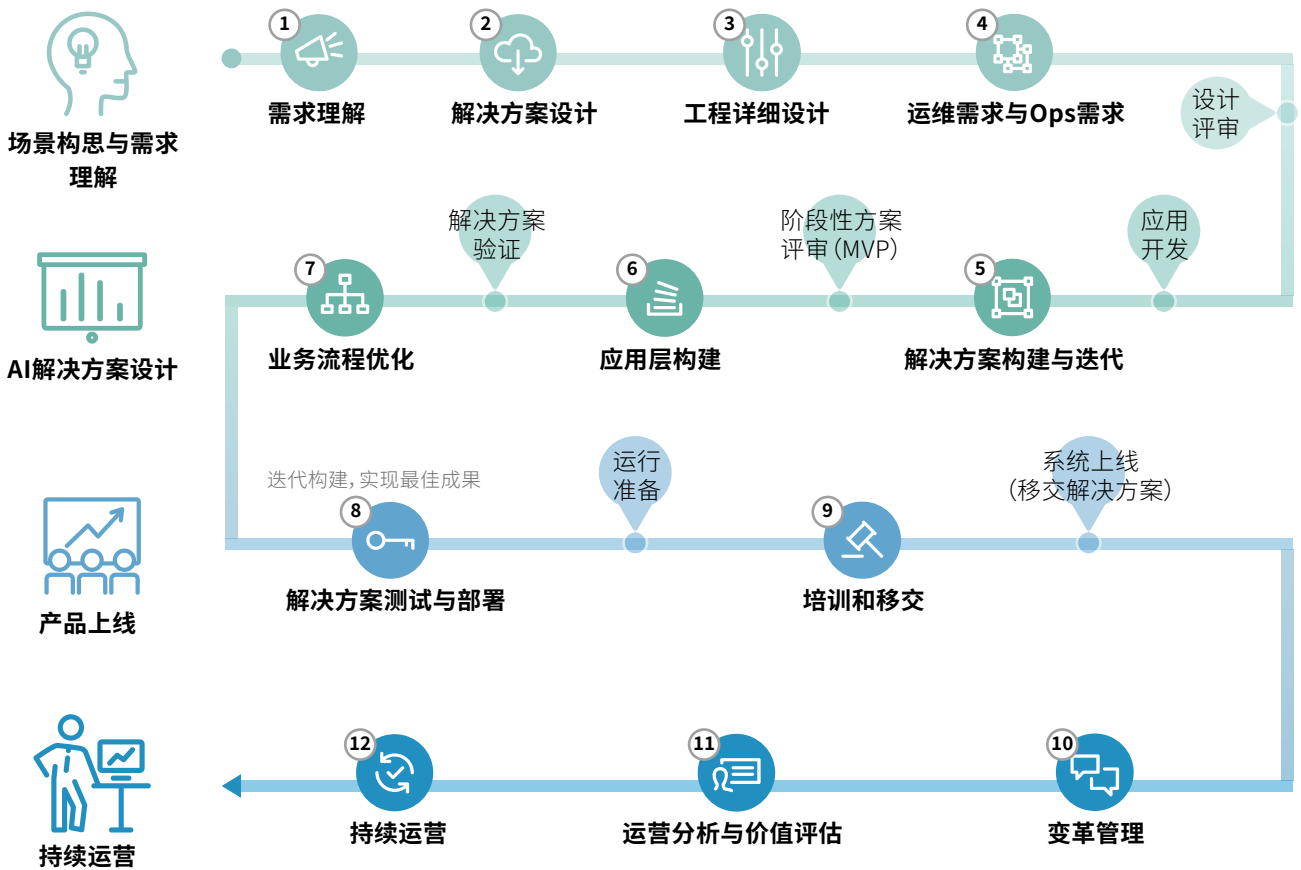 场景构思与需求
理解
1
需求理解
2
解决方案设计
3
工程详细设计
4
运维需求与Ops需求
设计
评审
AI解决方案设计
应用
开发
5
解决方案构建与迭代
阶段性方案
评审（MVP）
6
应用层构建
解决方案
验证
7
业务流程优化
产品上线
迭代构建，实现最佳成果
8
解决方案测试与部署
运行
准备
9
培训和移交
系统上线
（移交解决方案）
持续运营
10
变革管理
11
运营分析与价值评估
12
持续运营